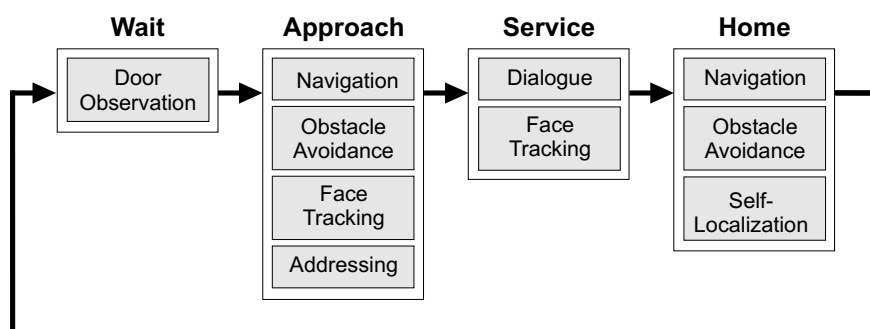 Wait
Door
Observation
Approach
Navigation
Obstacle
Avoidance
Face
Tracking
Addressing
Service
Dialogue
Face
Tracking
Home
Navigation
Obstacle
Avoidance
Self-
Localization